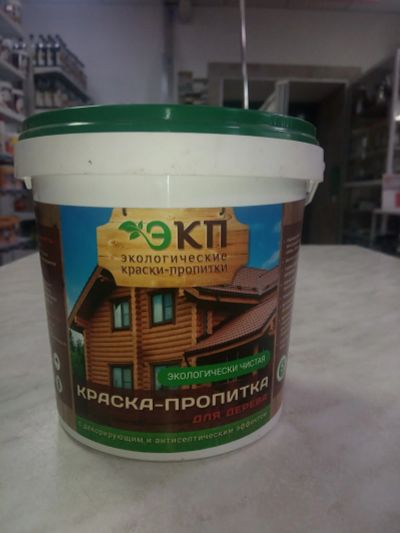 ЭКП
экологические
краски-пропитки
ЭКОЛОГИЧЕСКИ ЧИСТАЯ
КРАСКА-ПРОПИТКА
ДЛЯ ДЕРЕВА
с декорирующим и антисептическим эффектом